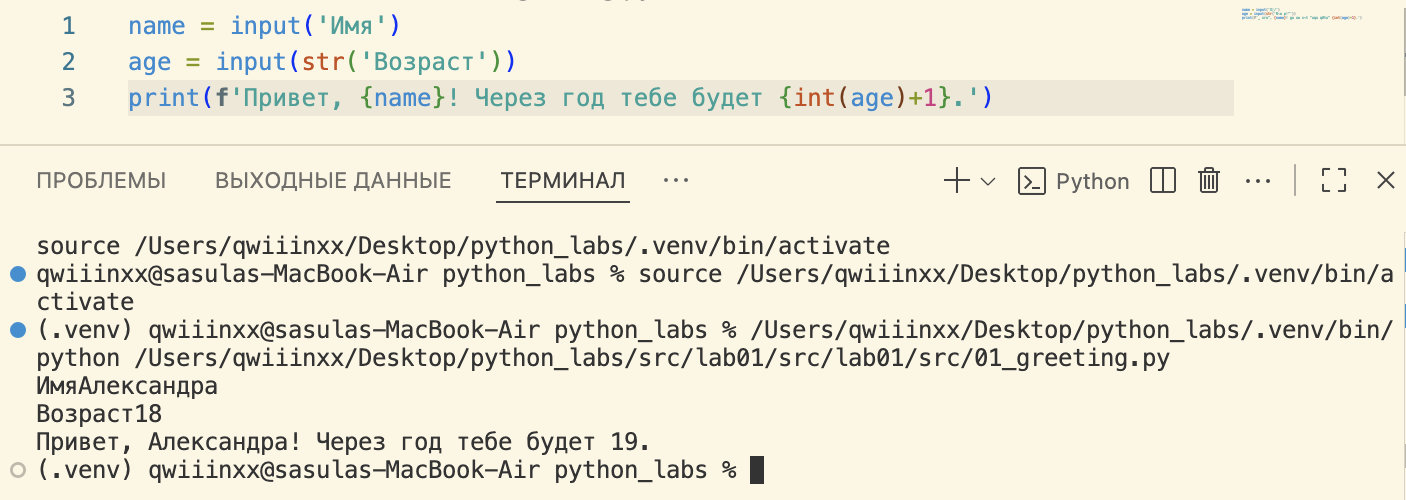 1 name = input('Имя')
2 age = input(str('Возраст'))
3 print(f'Привет, {name}! Через год тебе будет {int(age)+1}.')
ПРОБЛЕМЫ ВЫХОДНЫЕ ДАННЫЕ ТЕРМИНАЛ ··· Python ···
source /Users/qwiiinxx/Desktop/python_labs/.venv/bin/activate
qwiiinxx@sasulas-MacBook-Air python_labs % source /Users/qwiiinxx/Desktop/python_labs/.venv/bin/a
ctivate
(.venv) qwiiinxx@sasulas-MacBook-Air python_labs % /Users/qwiiinxx/Desktop/python_labs/.venv/bin/
python /Users/qwiiinxx/Desktop/python_labs/src/lab01/src/lab01/src/01_greeting.py
ИмяАлександра
Возраст18
Привет, Александра! Через год тебе будет 19.
(.venv) qwiiinxx@sasulas-MacBook-Air python_labs %